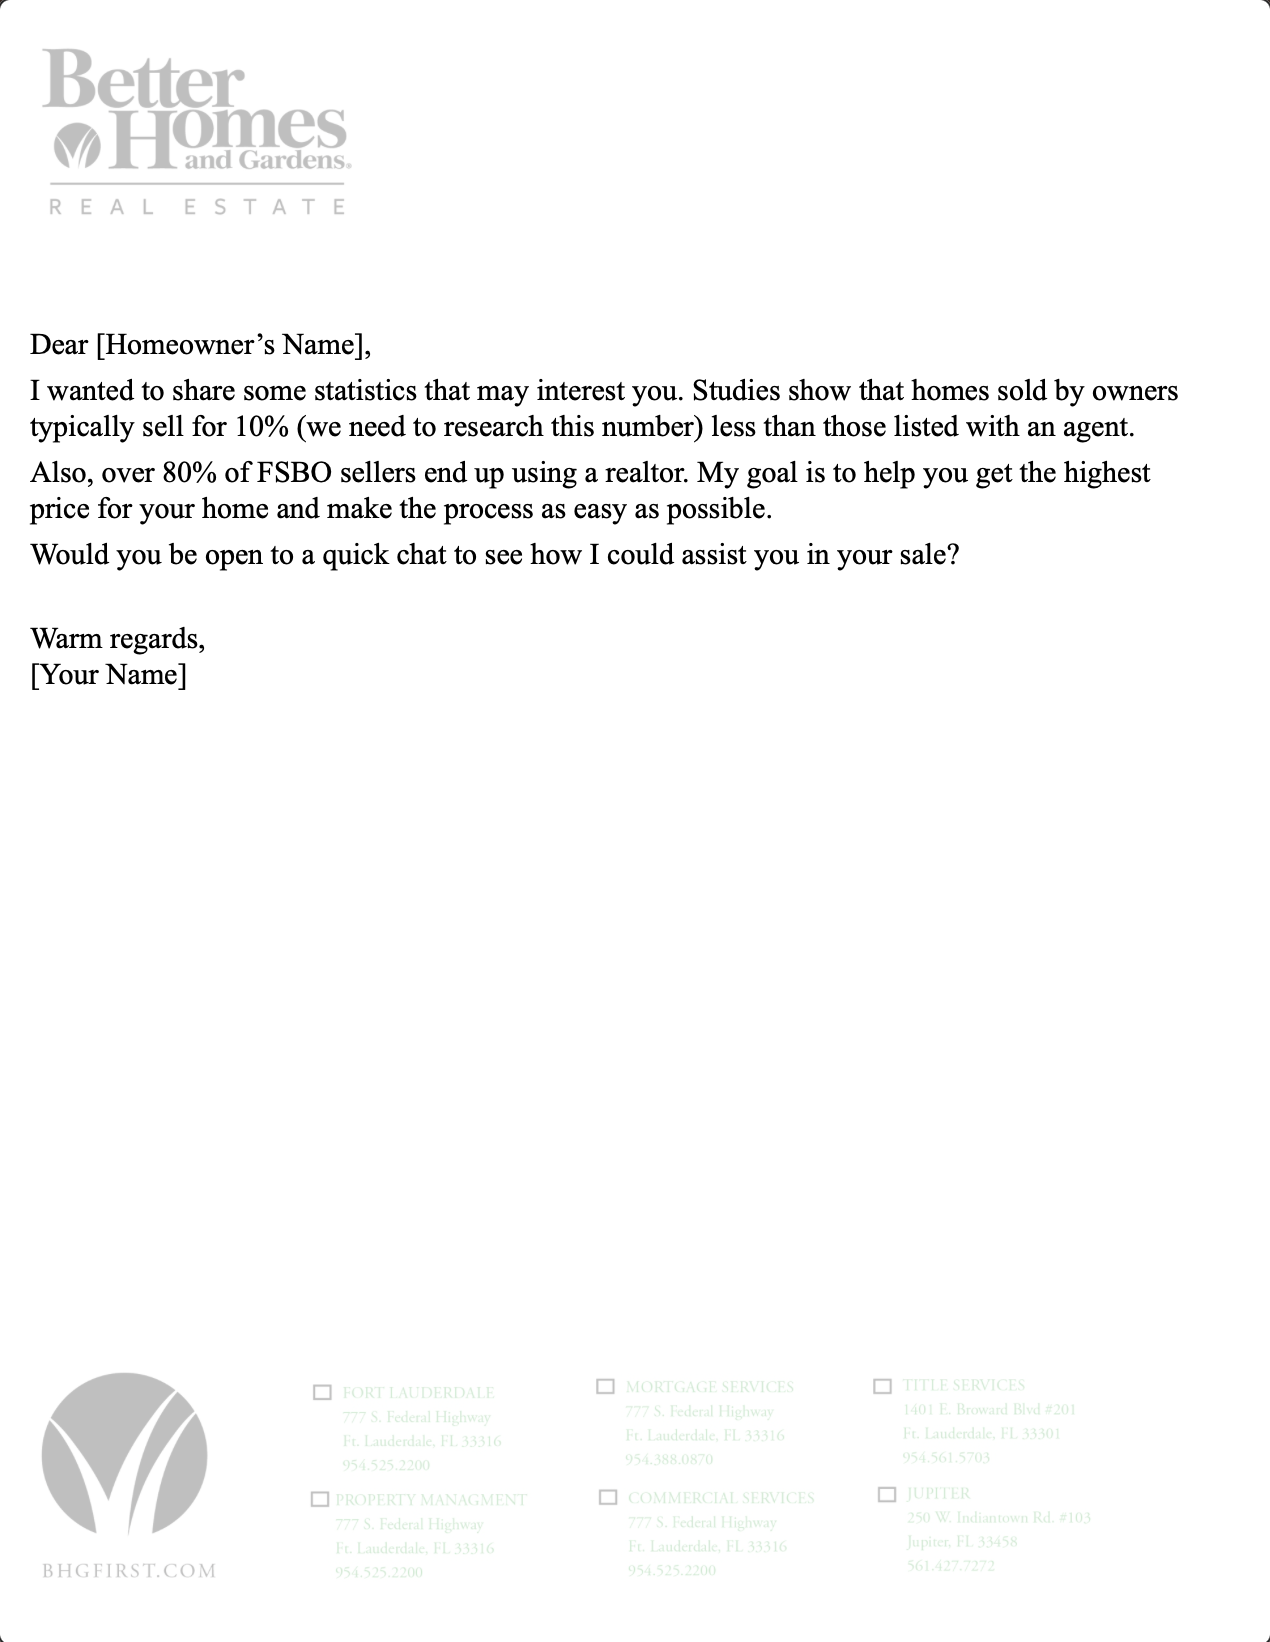 Better
Homes
and Gardens®
REAL ESTATE
Dear [Homeowner’s Name],
I wanted to share some statistics that may interest you. Studies show that homes sold by owners
typically sell for 10% (we need to research this number) less than those listed with an agent.
Also, over 80% of FSBO sellers end up using a realtor. My goal is to help you get the highest
price for your home and make the process as easy as possible.
Would you be open to a quick chat to see how I could assist you in your sale?
Warm regards,
[Your Name]
BHGFIRST.COM
FORT LAUDERDALE
777 S. Federal Highway
Ft. Lauderdale, FL 33316
954.525.2200
PROPERTY MANAGMENT
777 S. Federal Highway
Ft. Lauderdale, FL 33316
954.525.2200
MORTGAGE SERVICES
777 S. Federal Highway
Ft. Lauderdale, FL 33316
954.388.0870
COMMERCIAL SERVICES
777 S. Federal Highway
Ft. Lauderdale, FL 33316
954.525.2200
TITLE SERVICES
1401 E. Broward Blvd #201
Ft. Lauderdale, FL 33301
954.561.5703
JUPITER
250 W. Indiantown Rd. #103
Jupiter, FL 33458
561.427.7272